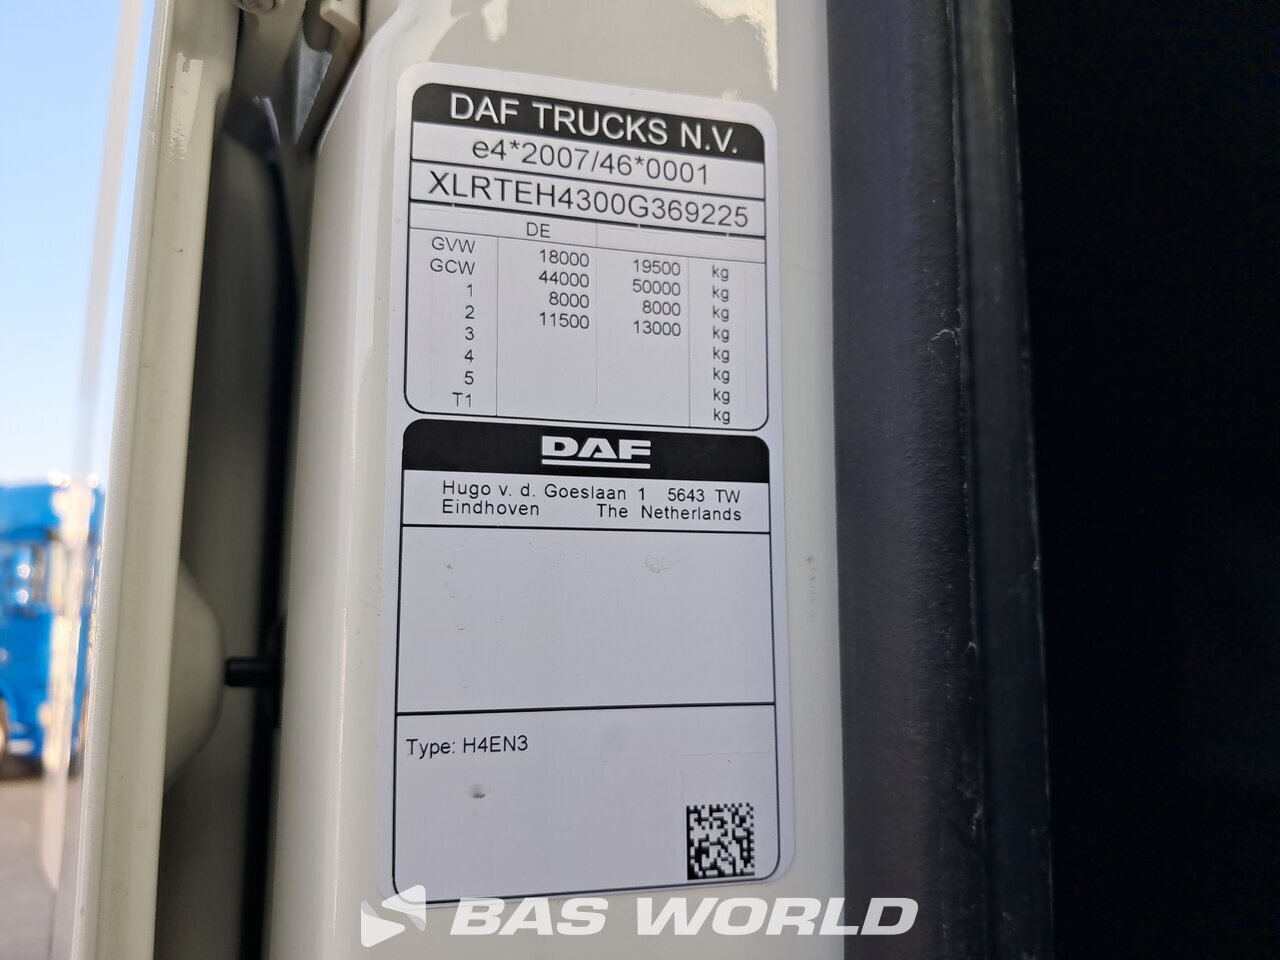 DAF TRUCKS N.V.
e4*2007/46*0001
XLRTEH4300G369225
DE
GVW 18000 19500 kg
GCW 44000 50000 kg
1 8000 8000 kg
2 11500 13000 kg
3 kg
4 kg
5 kg
T1 kg
DAF
Hugo v. d. Goeslaan 1 5643 TW
Eindhoven The Netherlands
Type: H4EN3
BAS WORLD